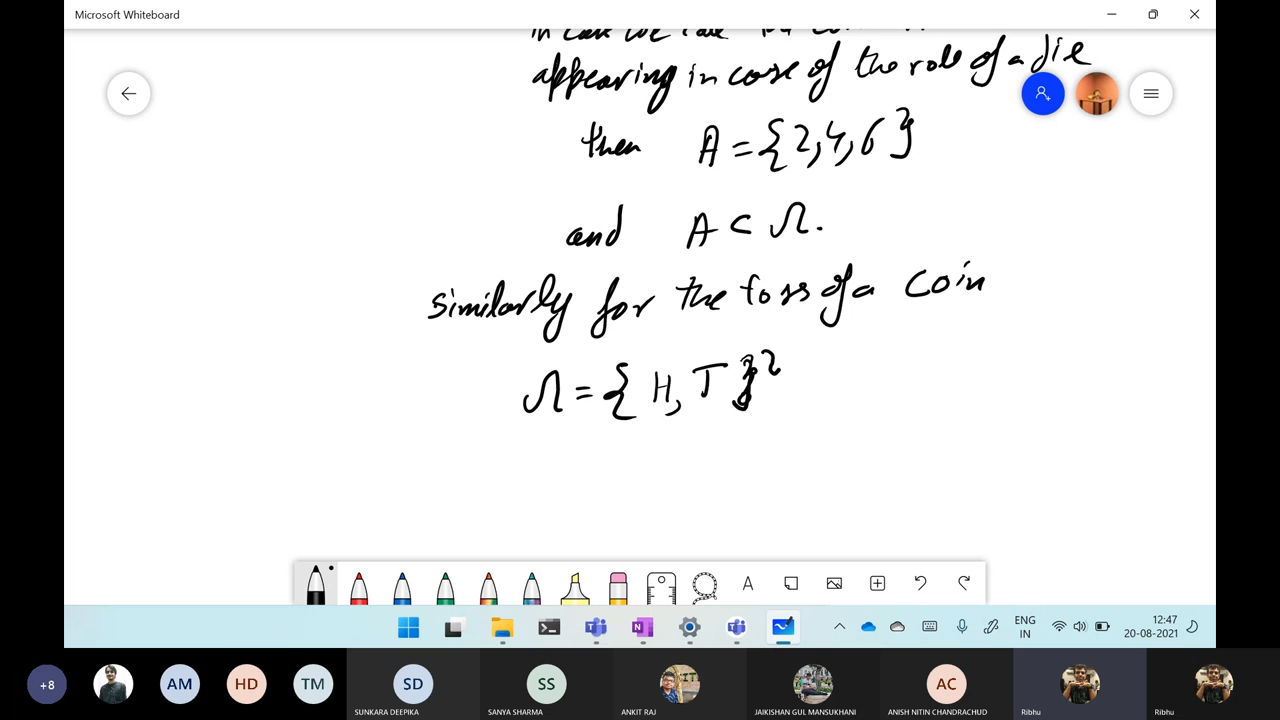 Microsoft Whiteboard
appearing in case of the role of a die
then A = {2,4,6}
and A ⊂ Ω.
similarly for the toss of a coin
Ω = { H, T }²
A
ENG
IN
12:47
20-08-2021
+8
AM
HD
TM
SD
SS
AC
SUNKARA DEEPIKA
SANYA SHARMA
ANKIT RAJ
JAIKISHAN GUL MANSUKHANI
ANISH NITIN CHANDRACHUD
Ribhu
Ribhu